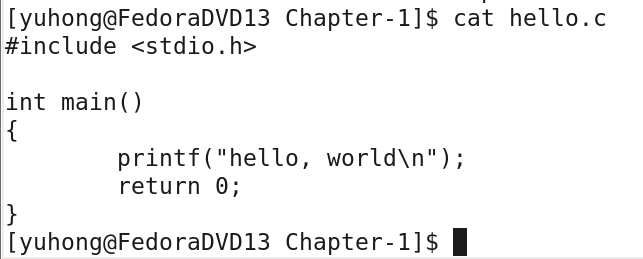 [yuhong@FedoraDVD13 Chapter-1]$ cat hello.c
#include <stdio.h>

int main()
{
        printf("hello, world\n");
        return 0;
}
[yuhong@FedoraDVD13 Chapter-1]$